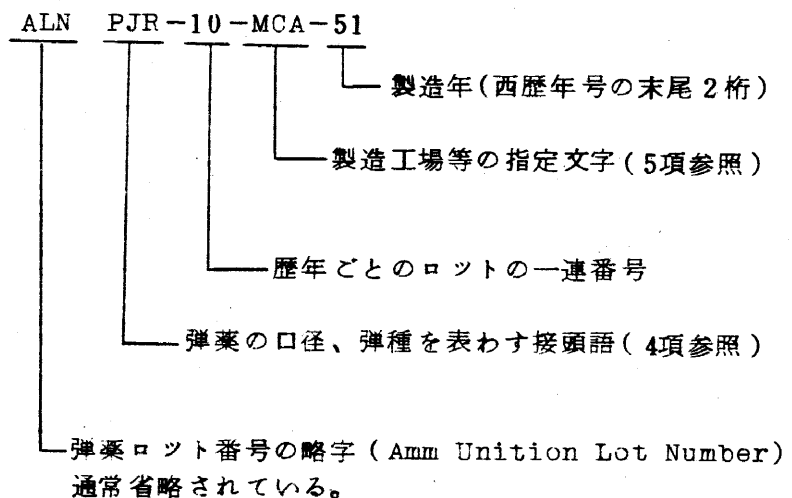 ALN PJR-10-MCA-51
製造年(西歴年号の末尾2桁)
製造工場等の指定文字(5項参照)
歴年ごとのロットの一連番号
弾薬の口径、弾種を表わす接頭語(4項参照)
弾薬ロット番号の略字(Amm Unition Lot Number)
通常省略されている。